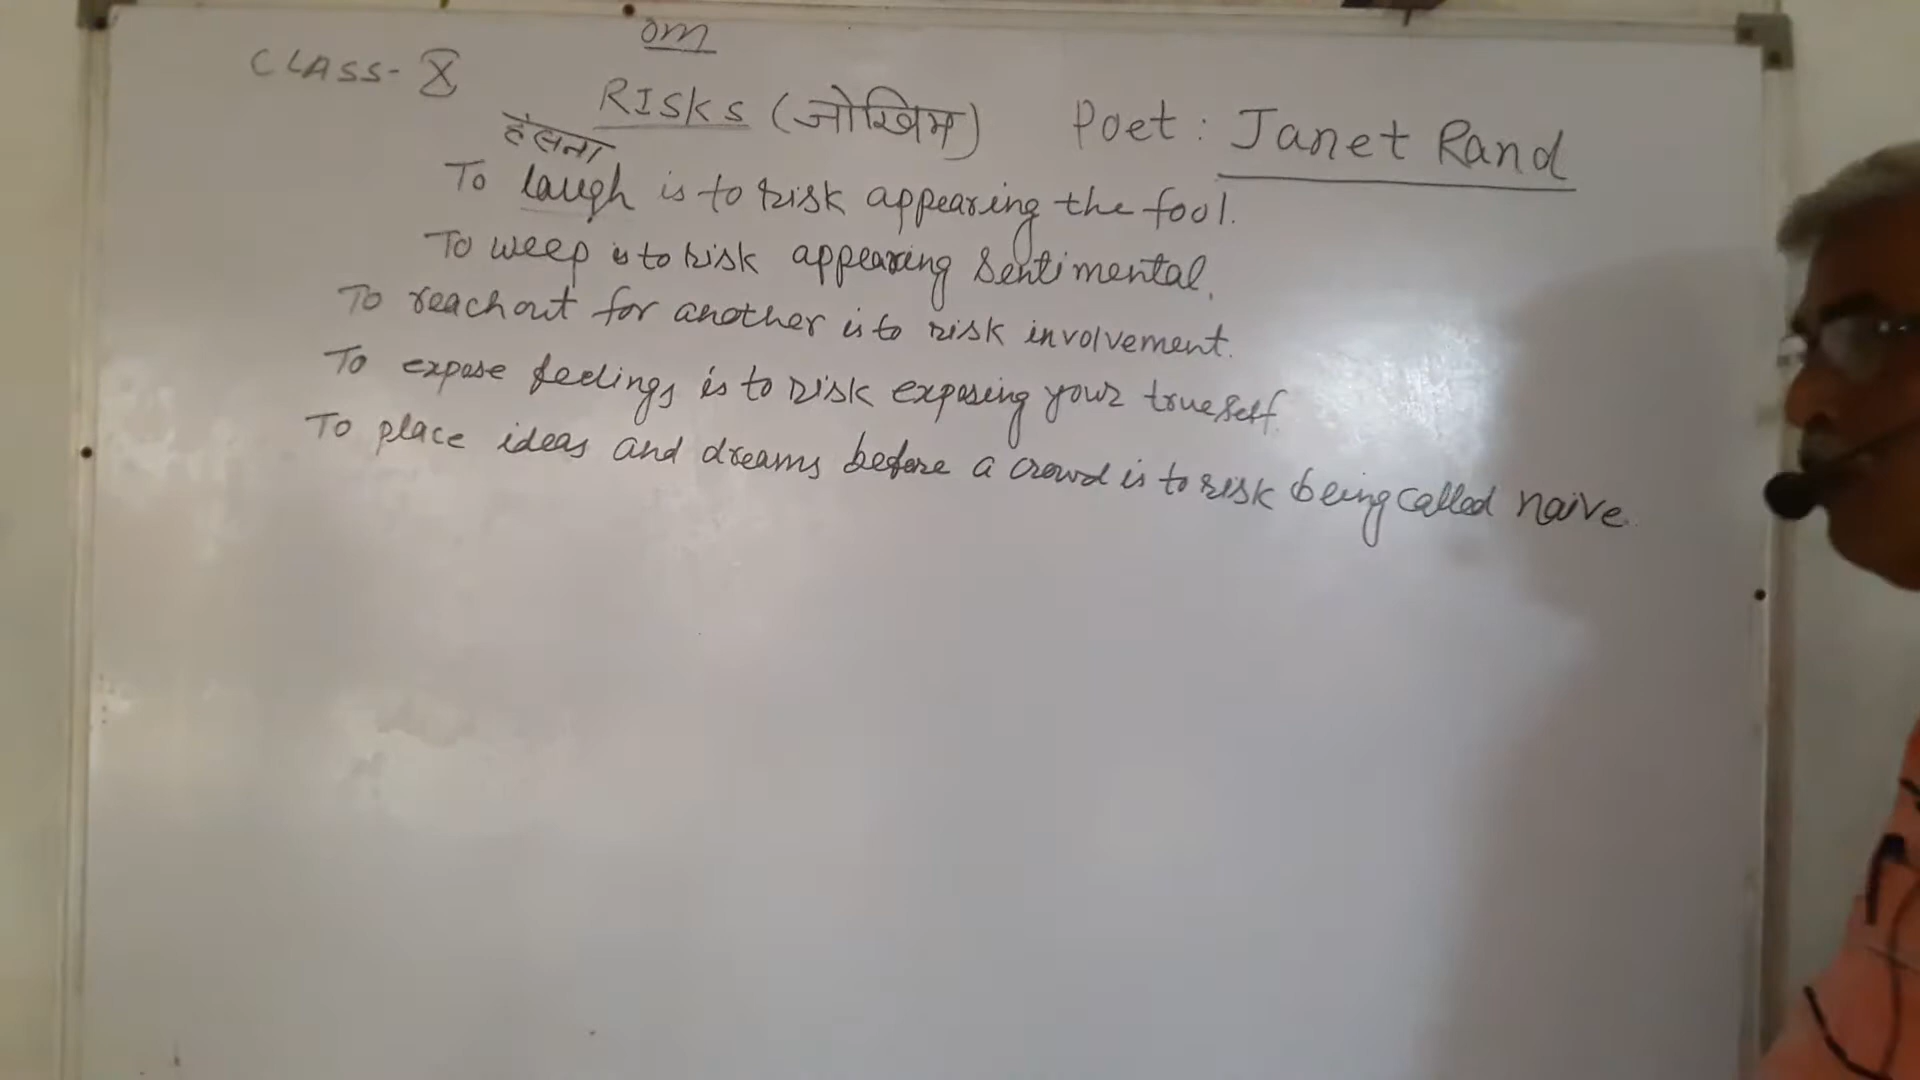 om
CLASS-X
RISKS (जोखिम) Poet: Janet Rand
हंसना
To laugh is to risk appearing the fool.
To weep is to risk appearing sentimental.
To reach out for another is to risk involvement.
To expose feelings is to risk exposing your true self.
To place ideas and dreams before a crowd is to risk being called naive.